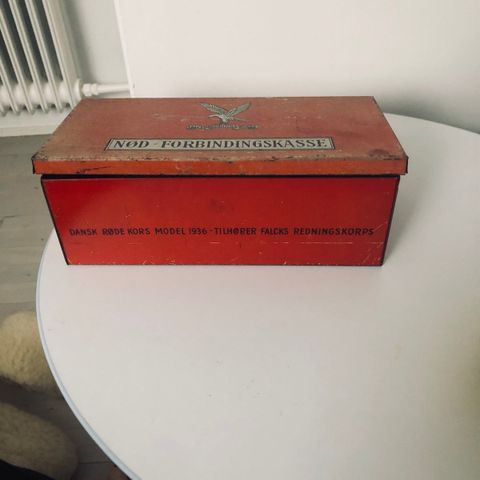 NØD-FORBINDINGSKASSE
DANSK RØDE KORS MODEL 1936-TILHØRER FALCKS REDNINGSKORPS